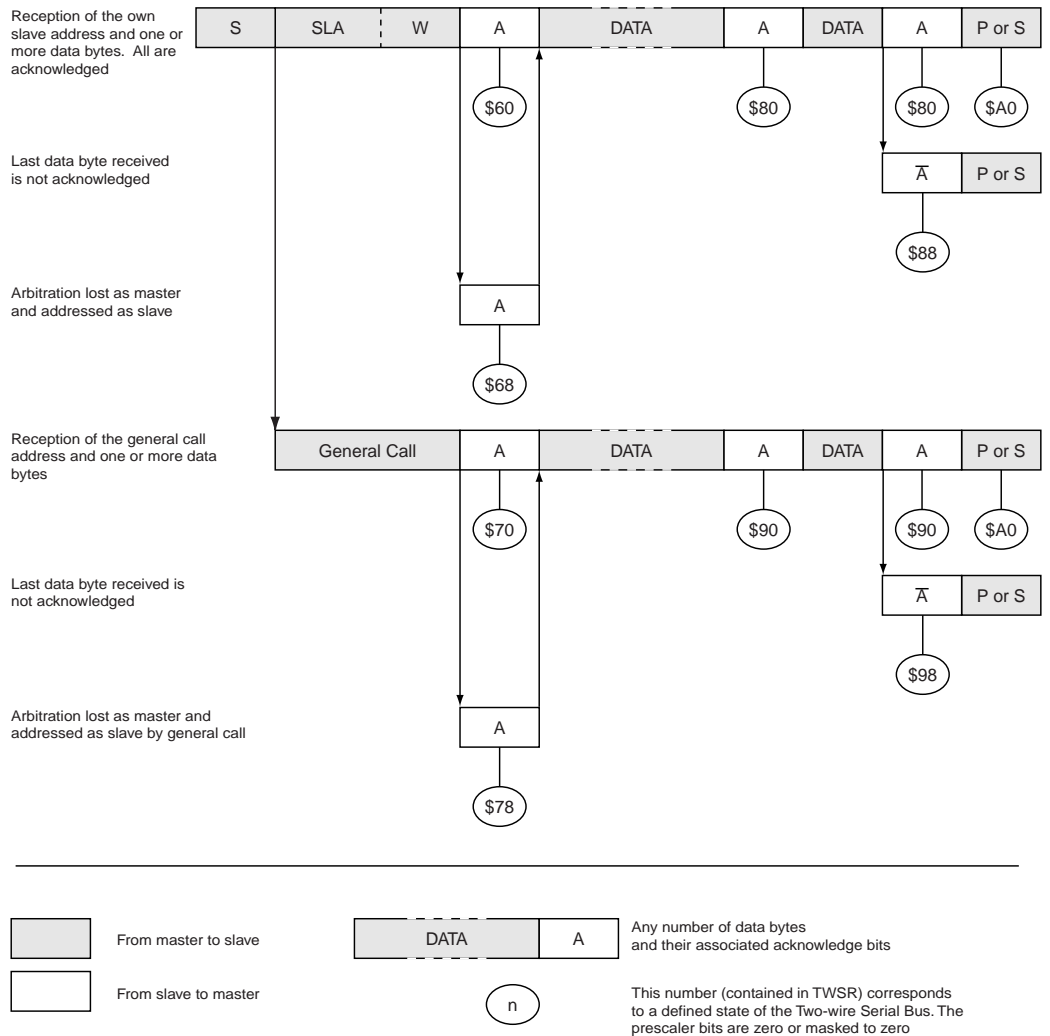 Reception of the own
slave address and one or
more data bytes. All are
acknowledged
S SLA W A DATA A DATA A P or S
$60 $80 $80 $A0
Last data byte received
is not acknowledged
A̅ P or S
$88
Arbitration lost as master
and addressed as slave
A
$68
Reception of the general call
address and one or more data
bytes
General Call A DATA A DATA A P or S
$70 $90 $90 $A0
Last data byte received is
not acknowledged
A̅ P or S
$98
Arbitration lost as master and
addressed as slave by general call
A
$78
From master to slave
DATA A
Any number of data bytes
and their associated acknowledge bits
From slave to master
n
This number (contained in TWSR) corresponds
to a defined state of the Two-wire Serial Bus. The
prescaler bits are zero or masked to zero